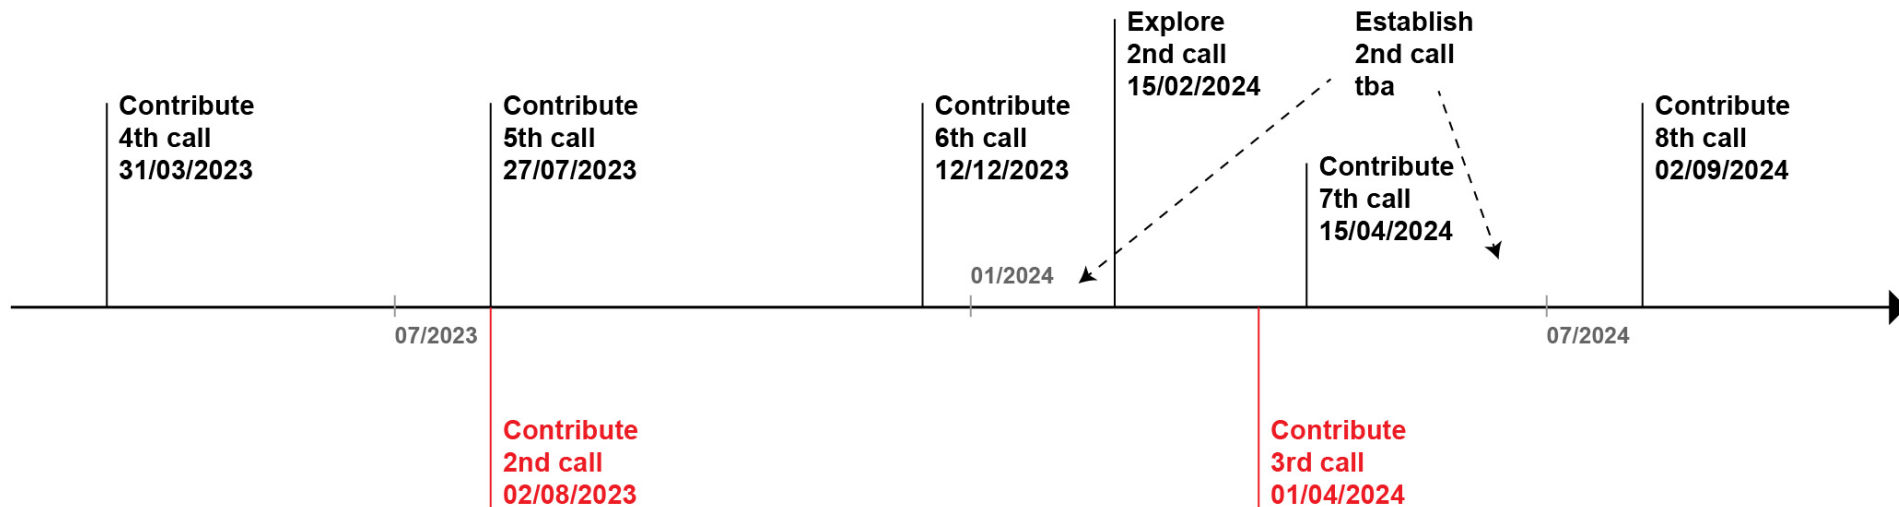 Explore
2nd call
15/02/2024
Establish
2nd call
tba
Contribute
4th call
31/03/2023
Contribute
5th call
27/07/2023
Contribute
6th call
12/12/2023
Contribute
7th call
15/04/2024
Contribute
8th call
02/09/2024
01/2024
07/2023
07/2024
Contribute
2nd call
02/08/2023
Contribute
3rd call
01/04/2024